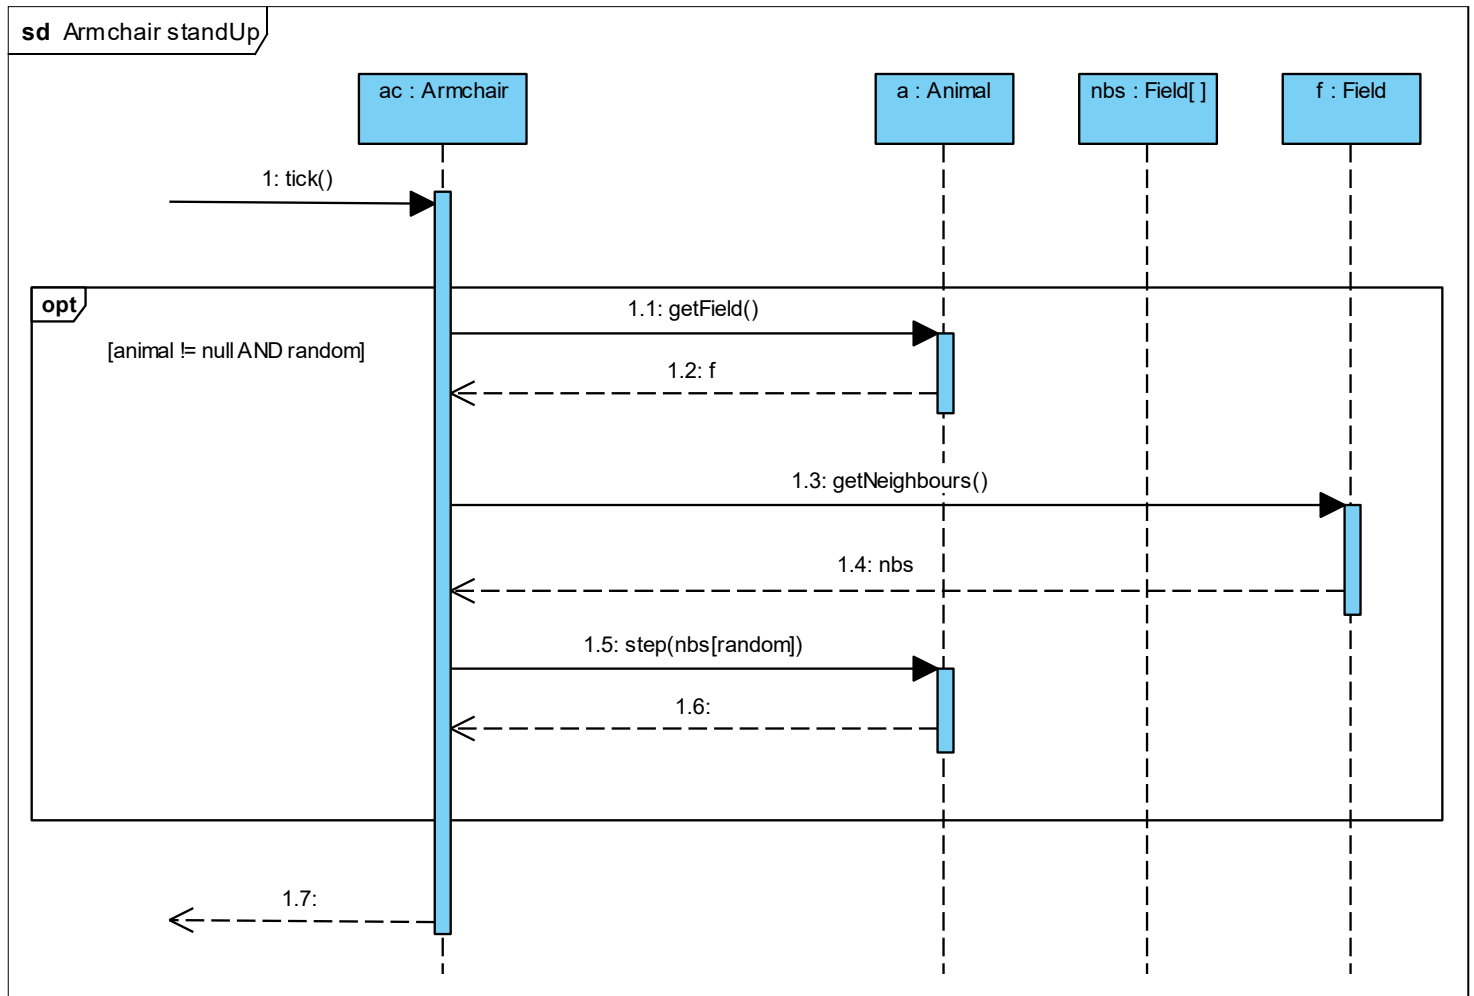 sd Armchair standUp
ac : Armchair
a : Animal
nbs : Field[ ]
f : Field
1: tick()
opt
1.1: getField()
[animal != null AND random]
1.2: f
1.3: getNeighbours()
1.4: nbs
1.5: step(nbs[random])
1.6:
1.7: